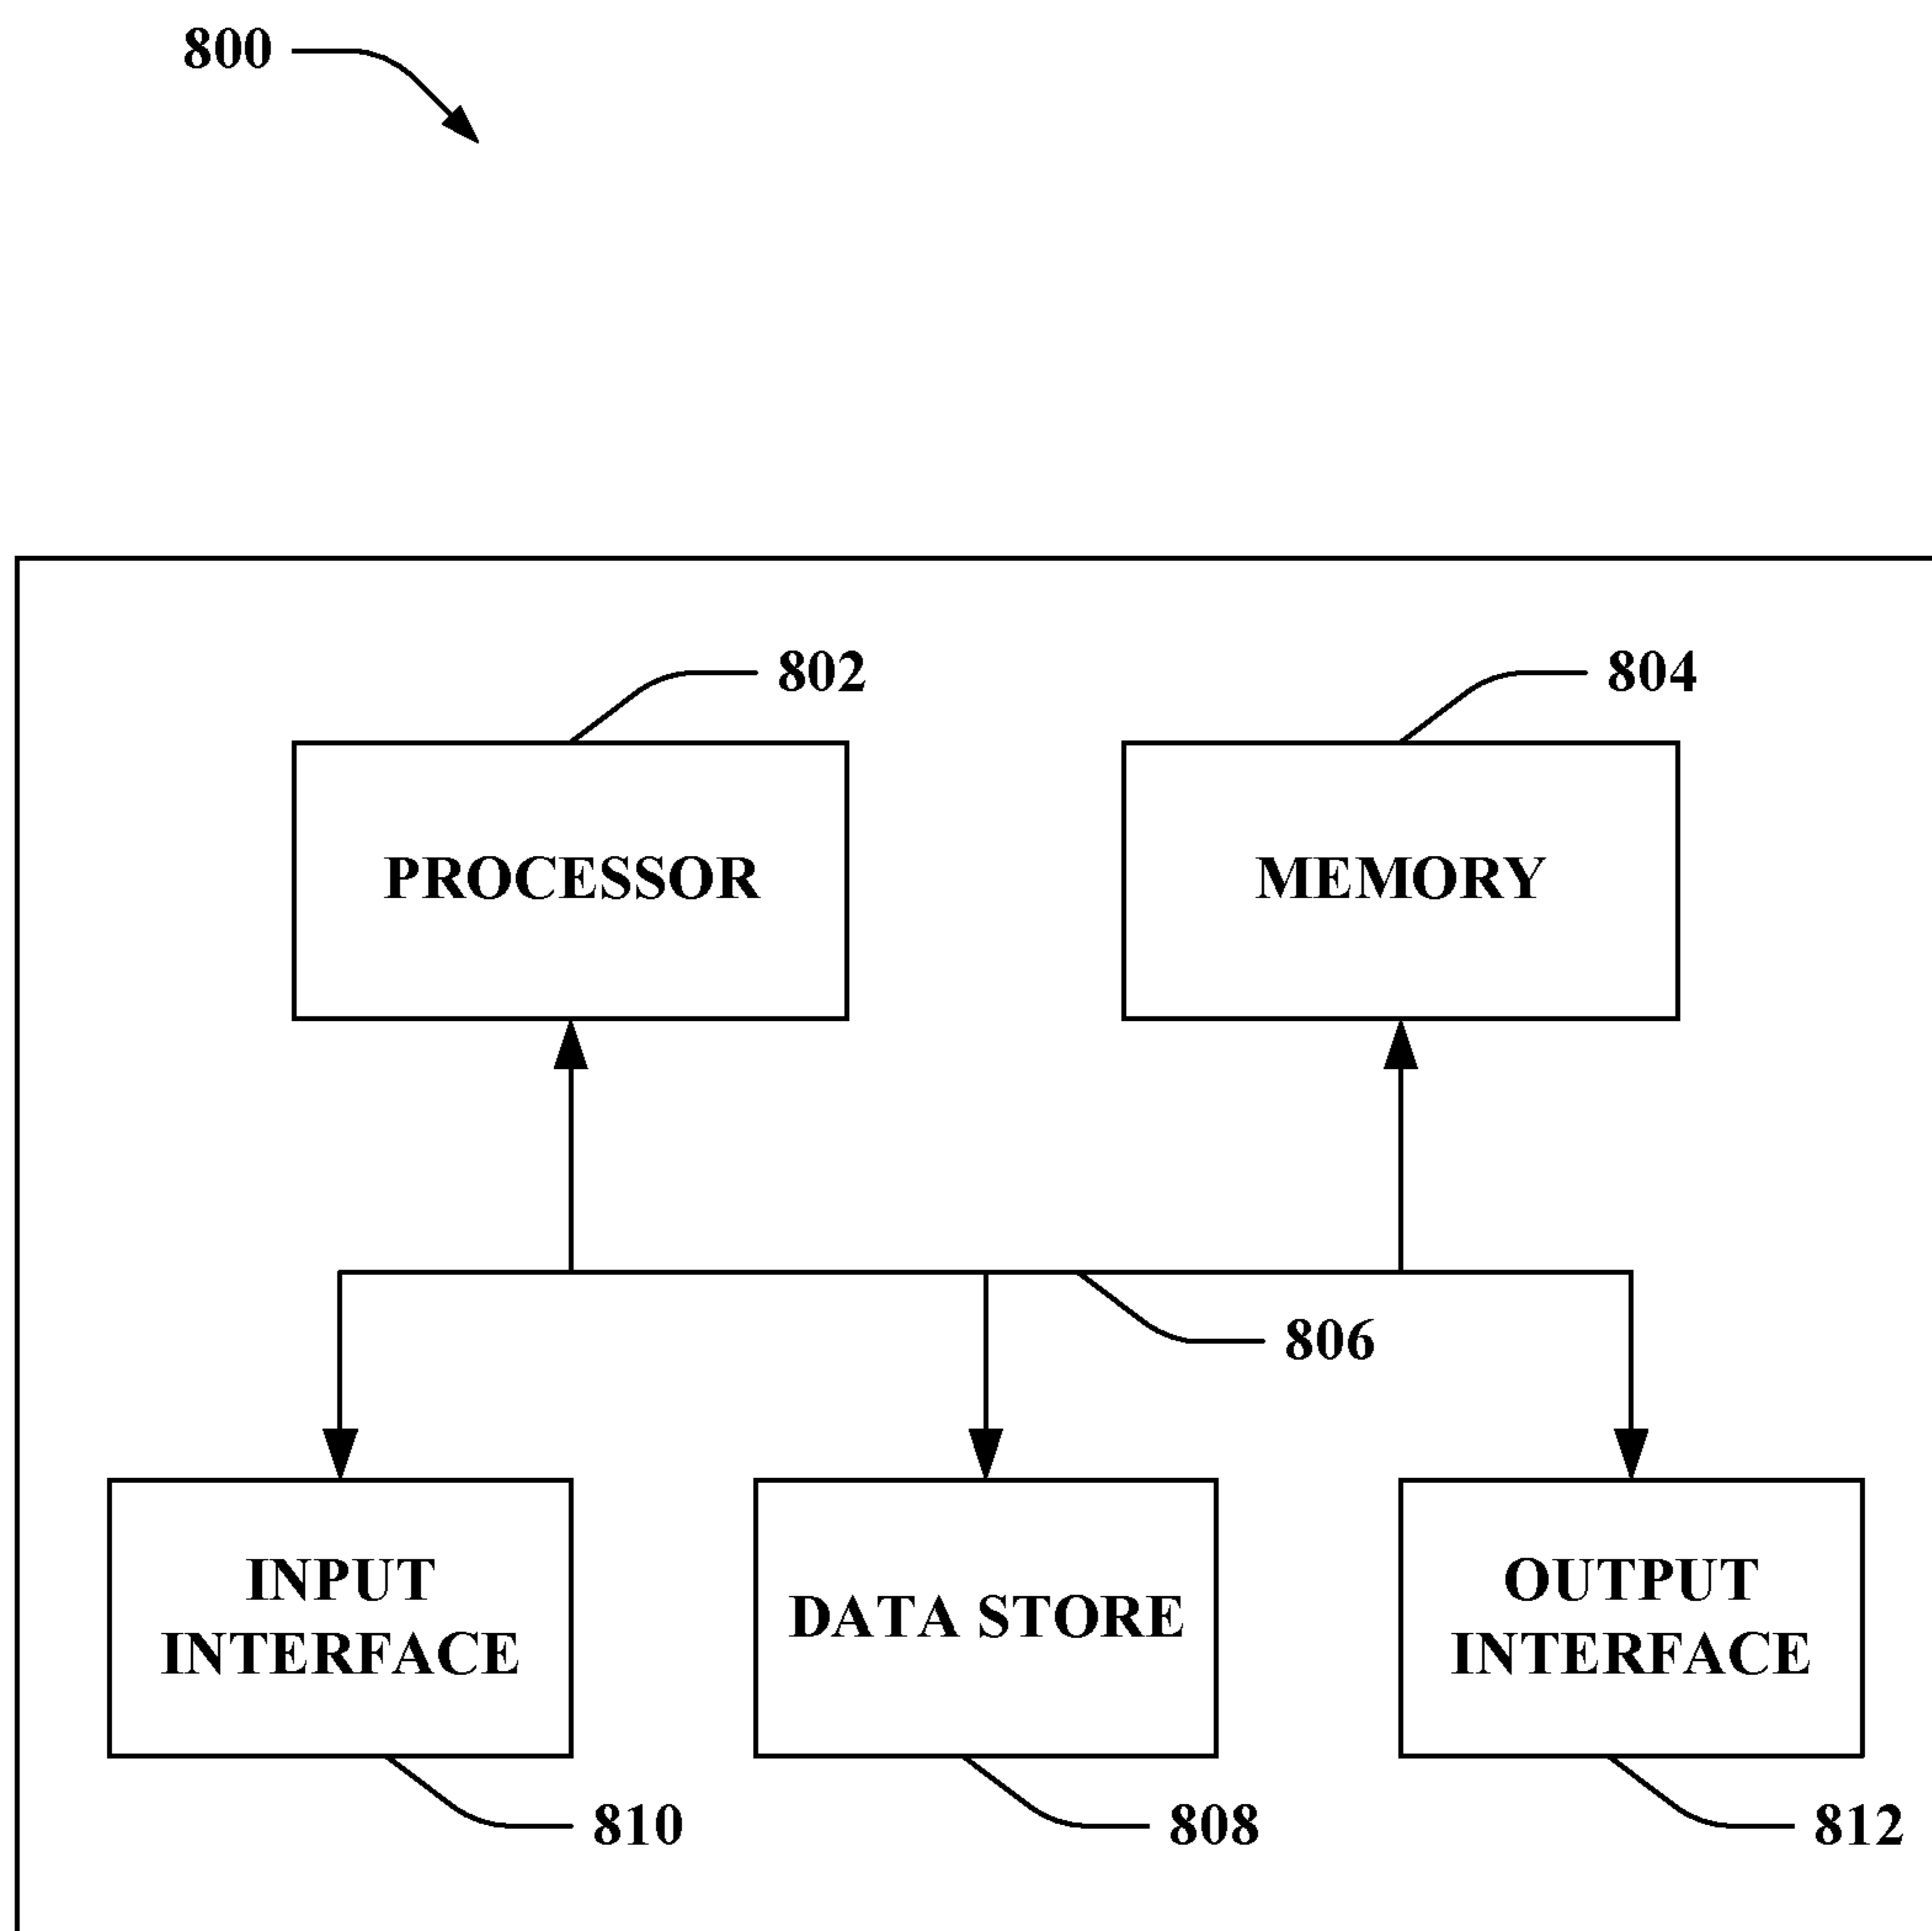 800
802
804
PROCESSOR
MEMORY
806
INPUT
INTERFACE
DATA STORE
OUTPUT
INTERFACE
810
808
812